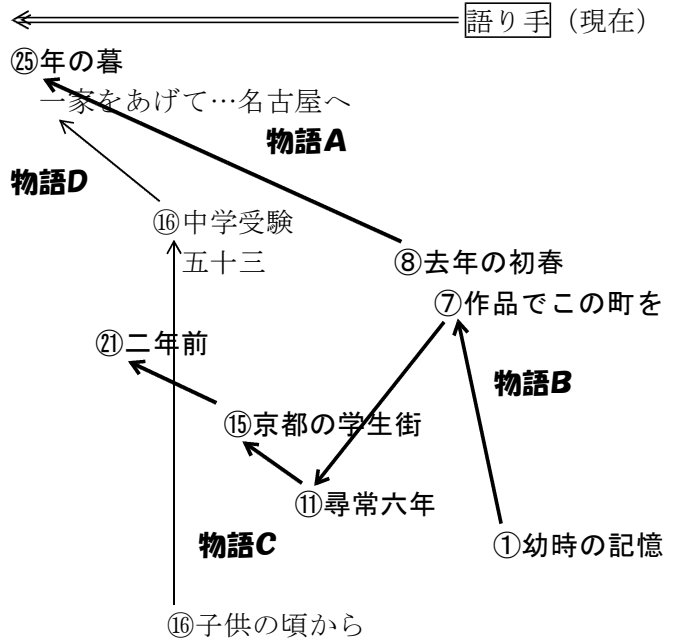 語り手（現在）
㉕年の暮
一家をあげて…名古屋へ
物語A
物語D
⑯中学受験
五十三
⑧去年の初春
⑦作品でこの町を
㉑二年前
物語B
⑮京都の学生街
⑪尋常六年
物語C
①幼時の記憶
⑯子供の頃から